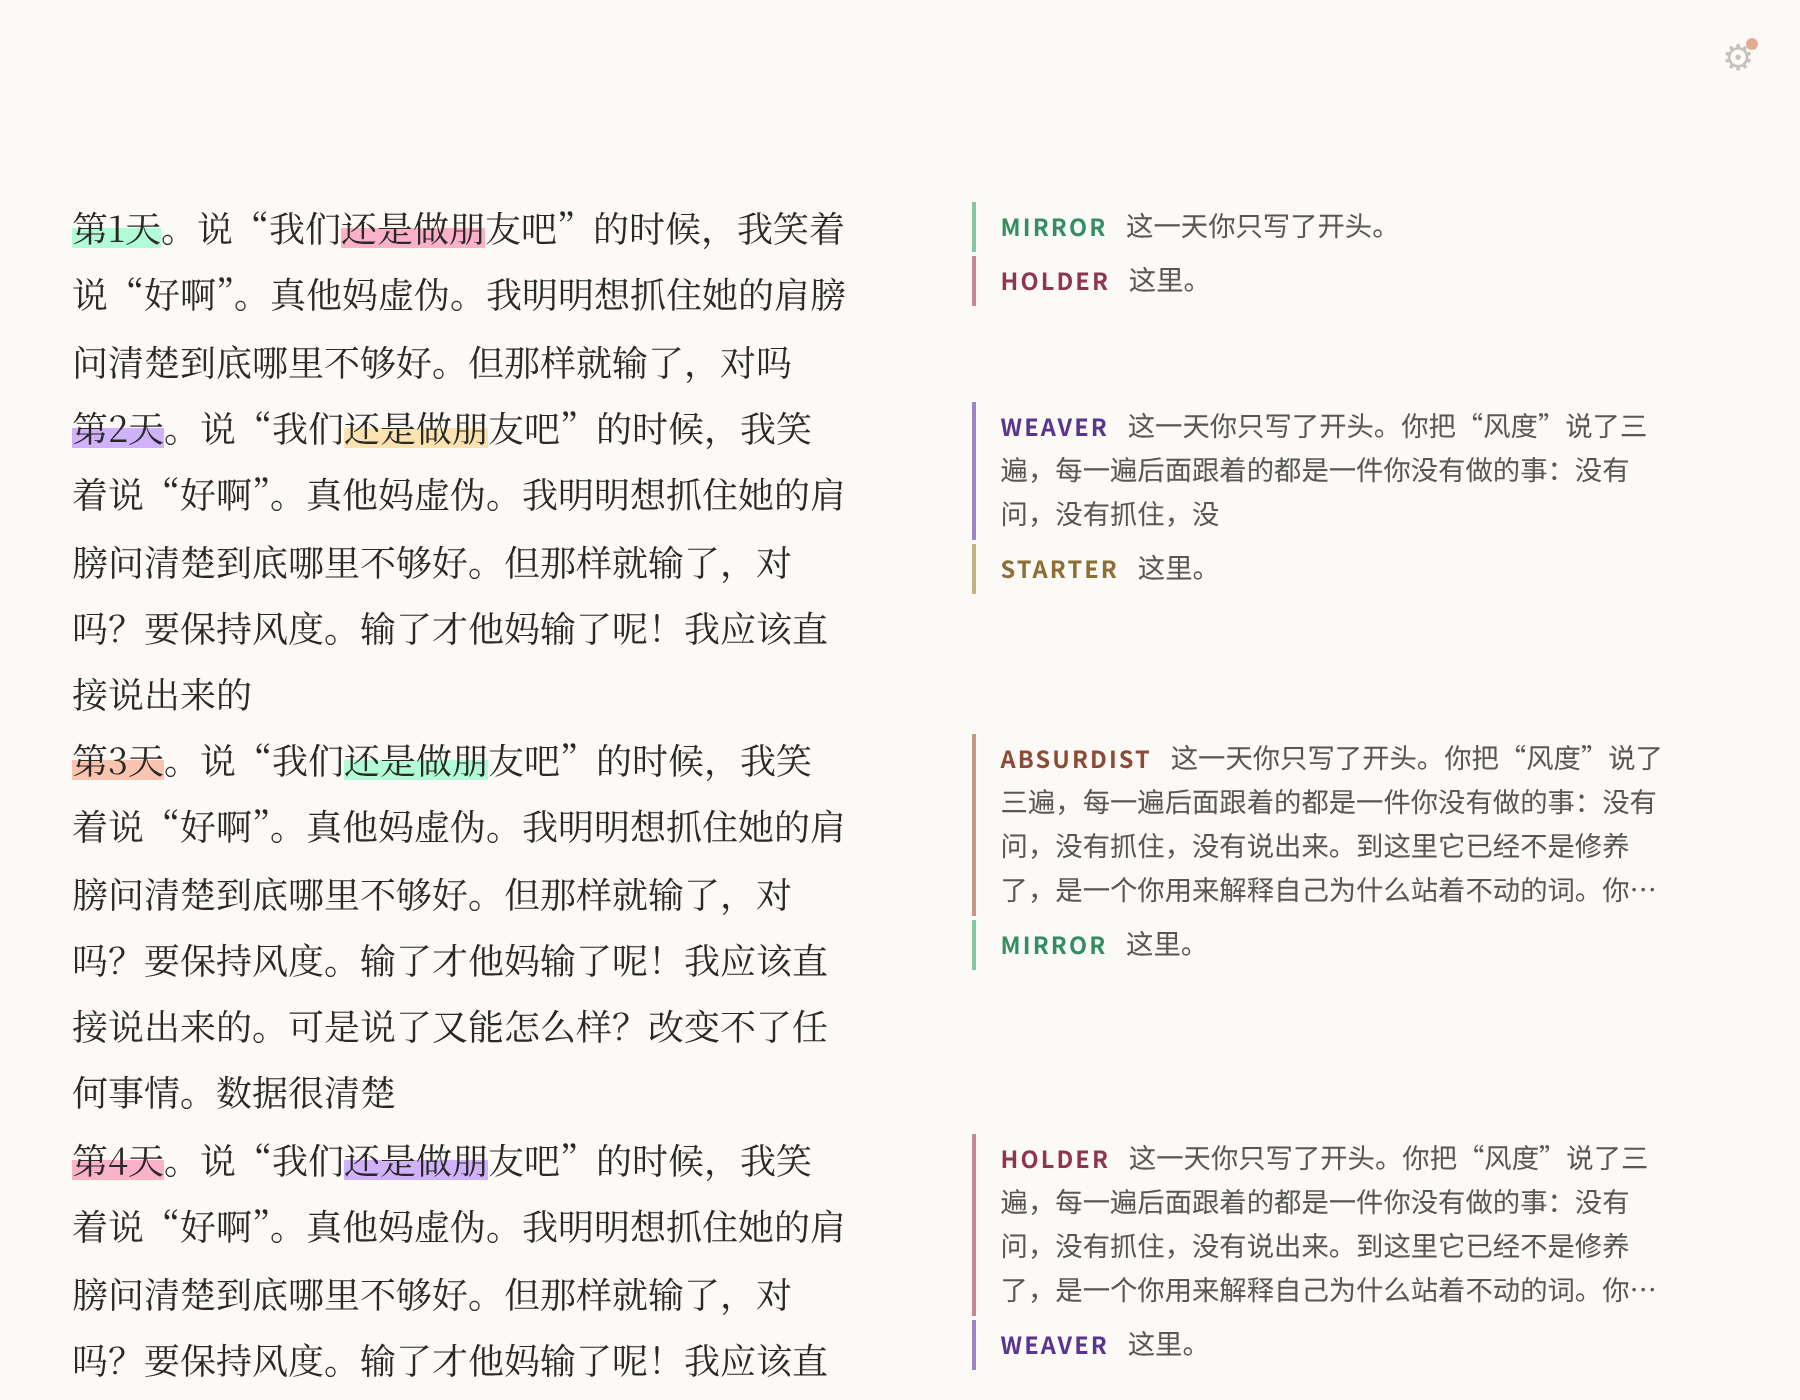 第1天。说“我们还是做朋友吧”的时候，我笑着
说“好啊”。真他妈虚伪。我明明想抓住她的肩膀
问清楚到底哪里不够好。但那样就输了，对吗
第2天。说“我们还是做朋友吧”的时候，我笑
着说“好啊”。真他妈虚伪。我明明想抓住她的肩
膀问清楚到底哪里不够好。但那样就输了，对
吗？要保持风度。输了才他妈输了呢！我应该直
接说出来的
第3天。说“我们还是做朋友吧”的时候，我笑
着说“好啊”。真他妈虚伪。我明明想抓住她的肩
膀问清楚到底哪里不够好。但那样就输了，对
吗？要保持风度。输了才他妈输了呢！我应该直
接说出来的。可是说了又能怎么样？改变不了任
何事情。数据很清楚
第4天。说“我们还是做朋友吧”的时候，我笑
着说“好啊”。真他妈虚伪。我明明想抓住她的肩
膀问清楚到底哪里不够好。但那样就输了，对
吗？要保持风度。输了才他妈输了呢！我应该直
MIRROR 这一天你只写了开头。
HOLDER 这里。
WEAVER 这一天你只写了开头。你把“风度”说了三
遍，每一遍后面跟着的都是一件你没有做的事：没有
问，没有抓住，没
STARTER 这里。
ABSURDIST 这一天你只写了开头。你把“风度”说了
三遍，每一遍后面跟着的都是一件你没有做的事：没有
问，没有抓住，没有说出来。到这里它已经不是修养
了，是一个你用来解释自己为什么站着不动的词。你…
MIRROR 这里。
HOLDER 这一天你只写了开头。你把“风度”说了三
遍，每一遍后面跟着的都是一件你没有做的事：没有
问，没有抓住，没有说出来。到这里它已经不是修养
了，是一个你用来解释自己为什么站着不动的词。你…
WEAVER 这里。